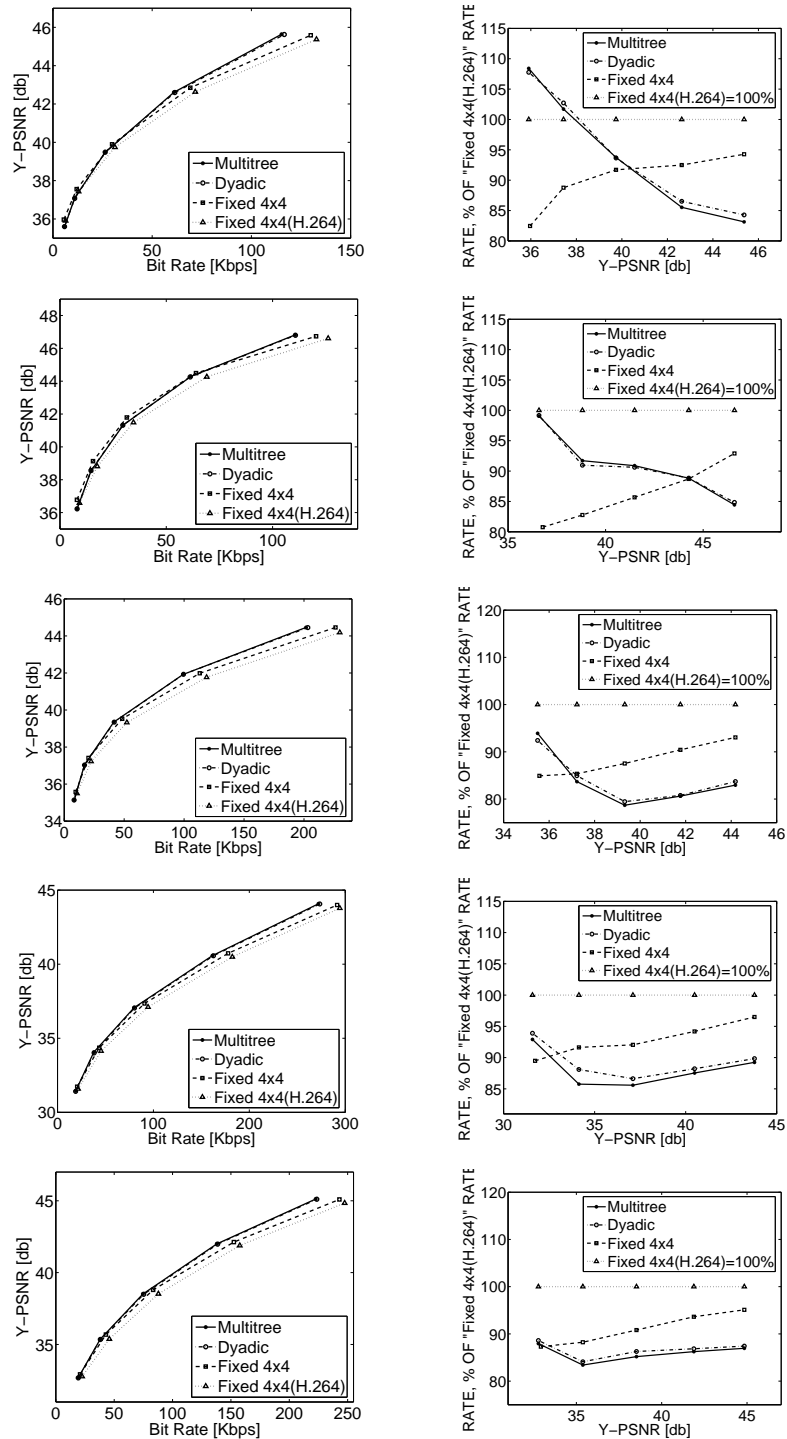 46
44
42
40
38
36
0
50
100
150
Bit Rate [Kbps]
Y−PSNR [db]
Multitree
Dyadic
Fixed 4x4
Fixed 4x4(H.264)
115
110
105
100
95
90
85
80
36
38
40
42
44
46
Y−PSNR [db]
RATE, % OF "Fixed 4x4(H.264)" RATE
Multitree
Dyadic
Fixed 4x4
Fixed 4x4(H.264)=100%
48
46
44
42
40
38
36
0
20
40
60
80
100
120
Bit Rate [Kbps]
Y−PSNR [db]
Multitree
Dyadic
Fixed 4x4
Fixed 4x4(H.264)
115
110
105
100
95
90
85
80
35
40
45
Y−PSNR [db]
RATE, % OF "Fixed 4x4(H.264)" RATE
Multitree
Dyadic
Fixed 4x4
Fixed 4x4(H.264)=100%
46
44
42
40
38
36
34
0
50
100
150
200
Bit Rate [Kbps]
Y−PSNR [db]
Multitree
Dyadic
Fixed 4x4
Fixed 4x4(H.264)
120
110
100
90
80
34
36
38
40
42
44
46
Y−PSNR [db]
RATE, % OF "Fixed 4x4(H.264)" RATE
Multitree
Dyadic
Fixed 4x4
Fixed 4x4(H.264)=100%
45
40
35
30
0
100
200
300
Bit Rate [Kbps]
Y−PSNR [db]
Multitree
Dyadic
Fixed 4x4
Fixed 4x4(H.264)
115
110
105
100
95
90
85
30
35
40
45
Y−PSNR [db]
RATE, % OF "Fixed 4x4(H.264)" RATE
Multitree
Dyadic
Fixed 4x4
Fixed 4x4(H.264)=100%
45
40
35
0
50
100
150
200
250
Bit Rate [Kbps]
Y−PSNR [db]
Multitree
Dyadic
Fixed 4x4
Fixed 4x4(H.264)
120
110
100
90
80
35
40
45
Y−PSNR [db]
RATE, % OF "Fixed 4x4(H.264)" RATE
Multitree
Dyadic
Fixed 4x4
Fixed 4x4(H.264)=100%